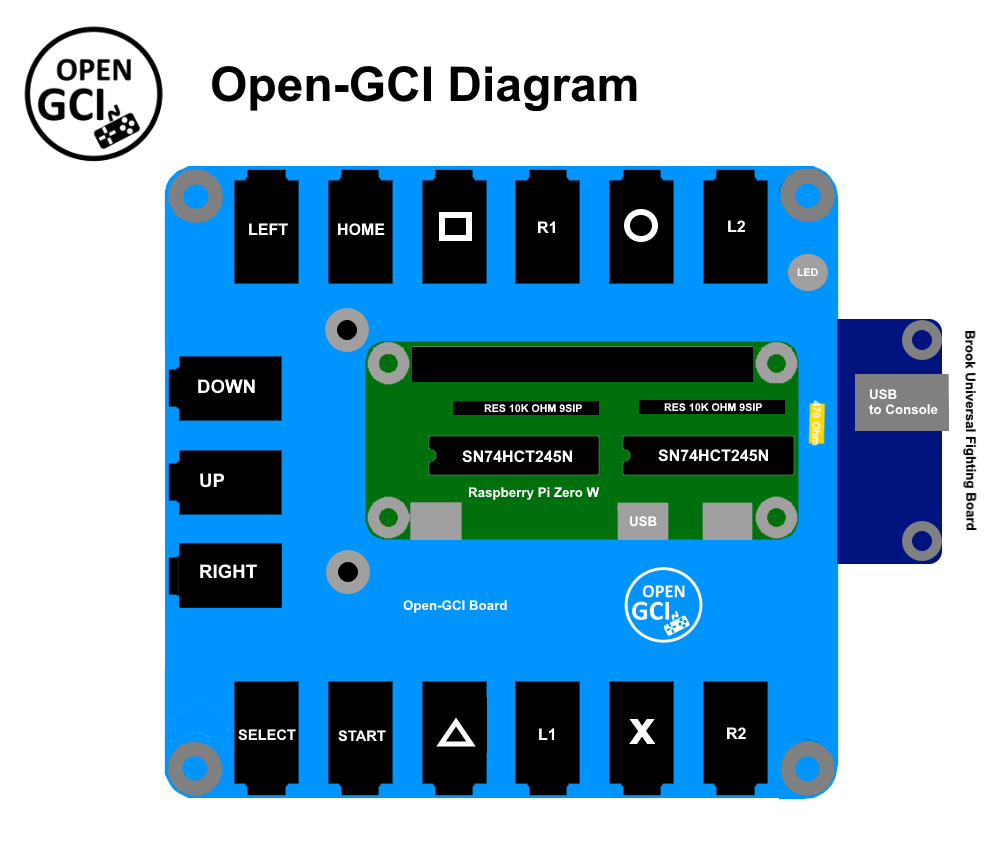 OPEN
GCI
Open-GCI Diagram
LEFT
HOME
R1
L2
LED
DOWN
RES 10K OHM 9SIP
RES 10K OHM 9SIP
470 Ohm
USB
to Console
Brook Universal Fighting Board
UP
SN74HCT245N
SN74HCT245N
Raspberry Pi Zero W
USB
RIGHT
Open-GCI Board
OPEN
GCI
SELECT
START
L1
X
R2